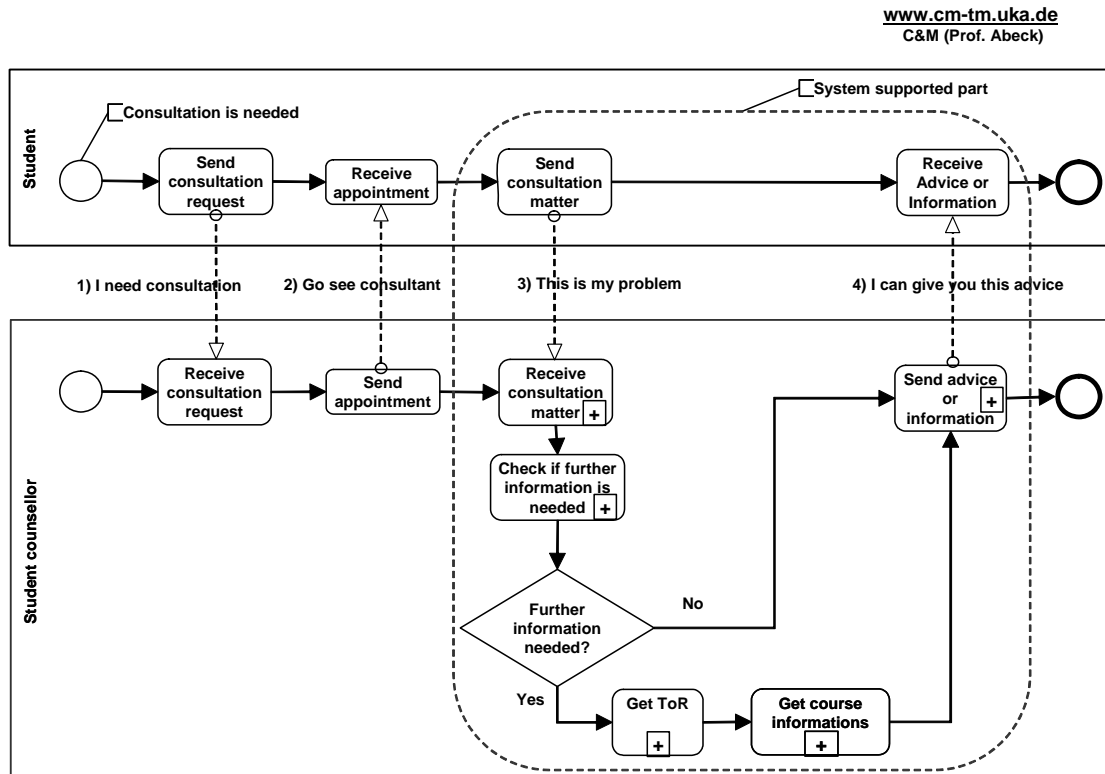 www.cm-tm.uka.de
C&M (Prof. Abeck)
System supported part
Consultation is needed
Student
Send
consultation
request
Receive
appointment
Send
consultation
matter
Receive
Advice or
Information
1) I need consultation
2) Go see consultant
3) This is my problem
4) I can give you this advice
Student counsellor
Receive
consultation
request
Send
appointment
Receive
consultation
matter
+
Send advice
or
information
+
Check if further
information is
needed
+
Further
information
needed?
No
Yes
Get ToR
+
Get course
informations
+